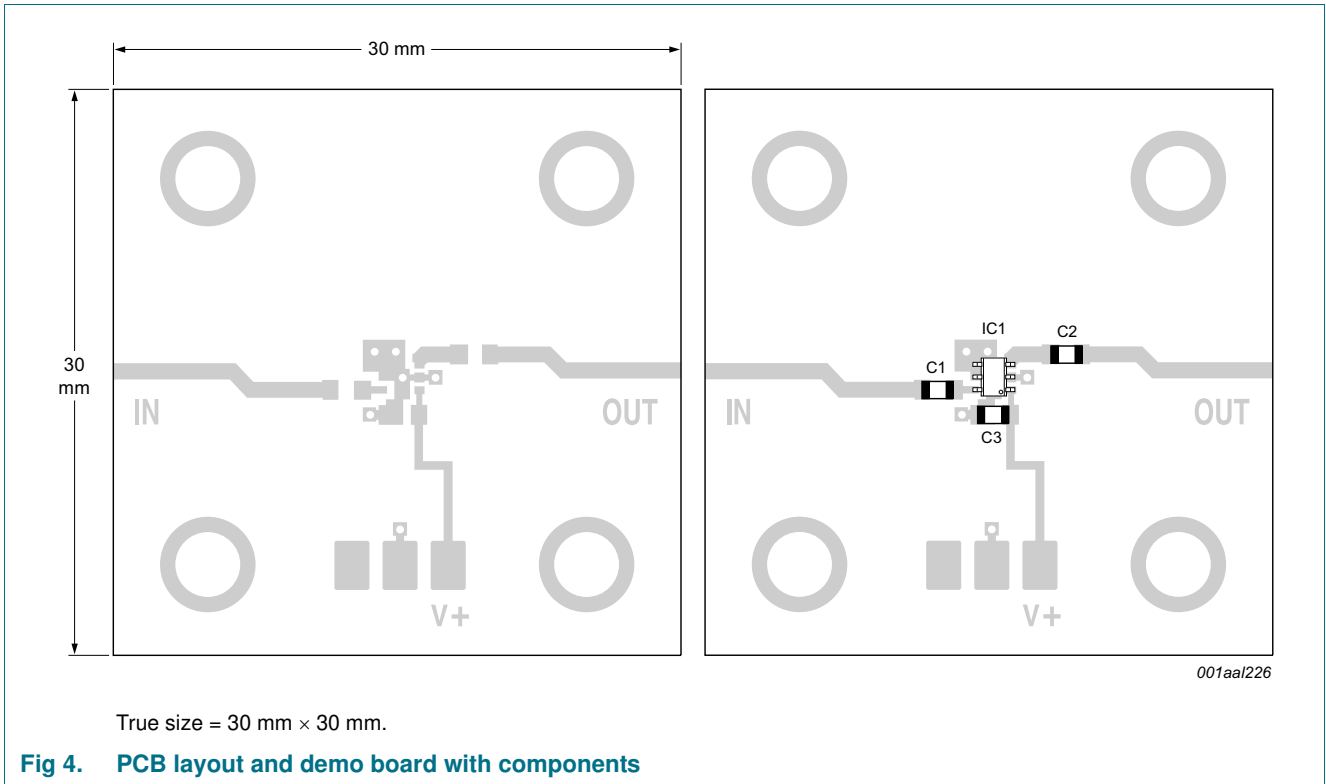 30 mm
30
mm
IN
OUT
V+
IC1
C2
C1
C3
IN
OUT
V+
001aal226
True size = 30 mm × 30 mm.
Fig 4. PCB layout and demo board with components